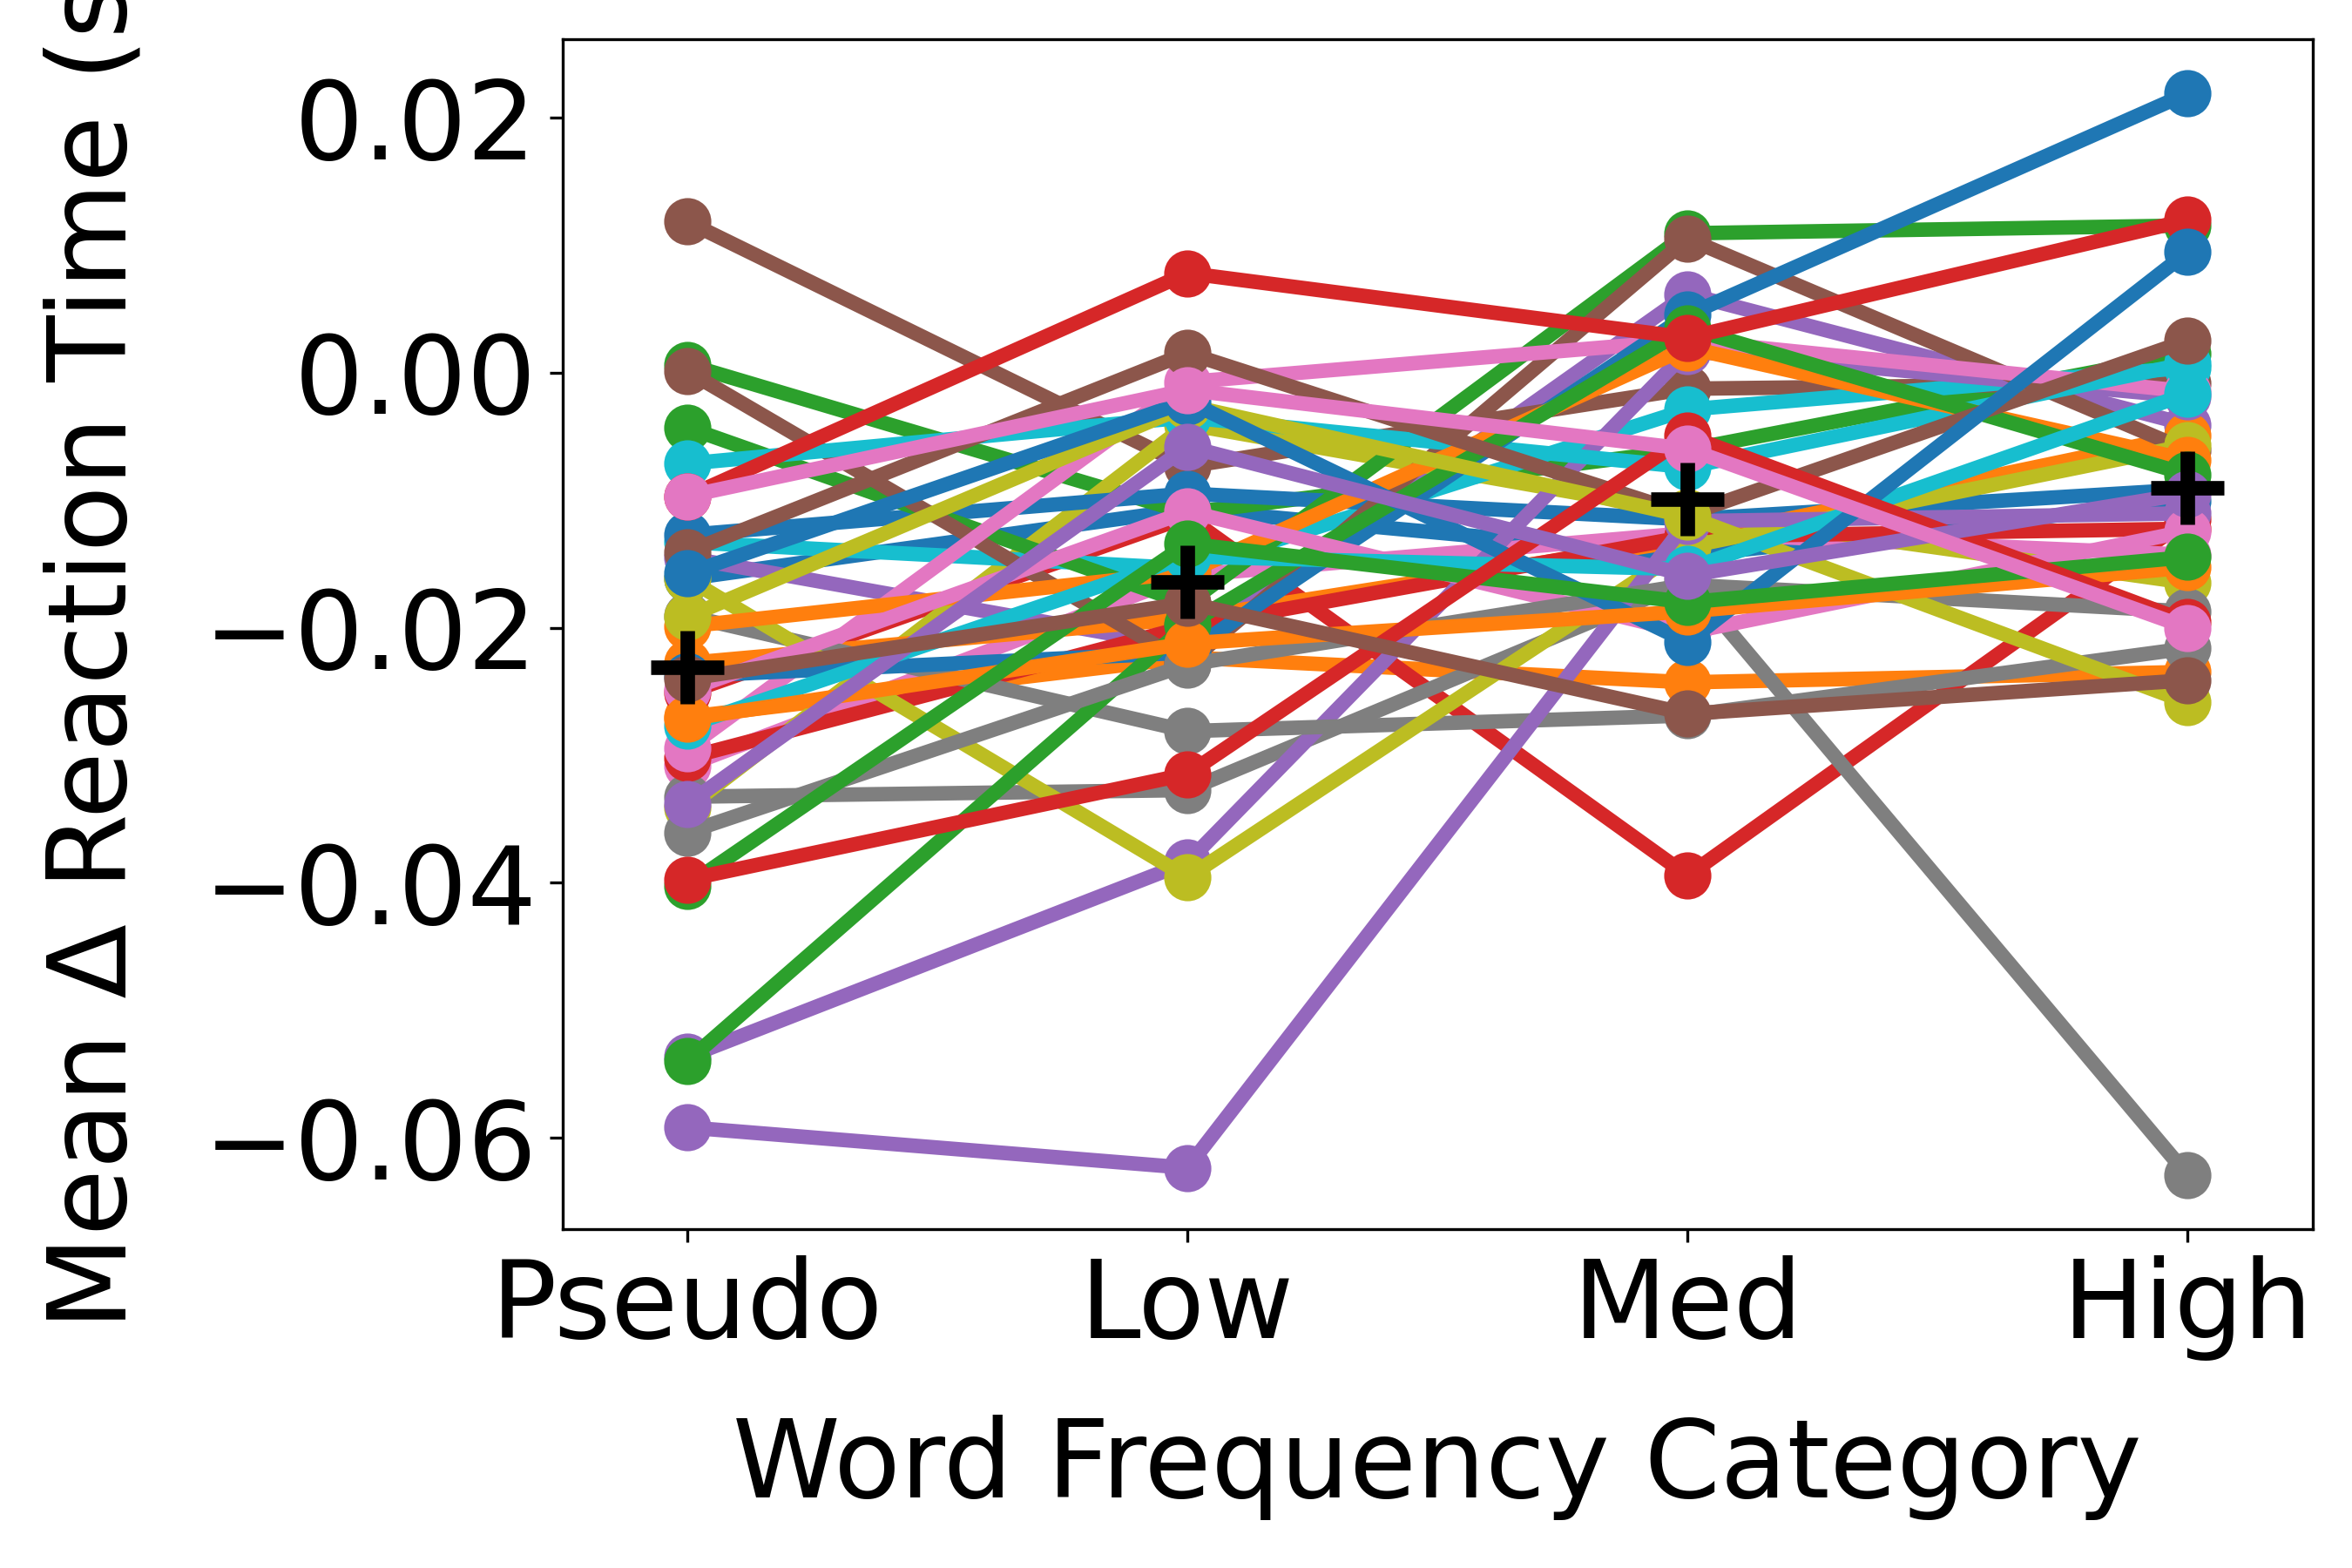 Mean Δ Reaction Time (s
0.02
0.00
−0.02
−0.04
−0.06
Pseudo Low Med High
Word Frequency Category